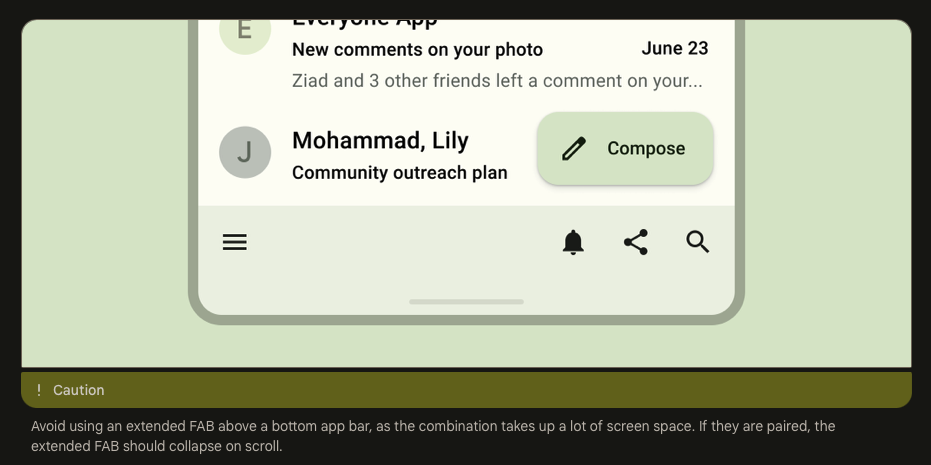 E
Everyone App
New comments on your photo
June 23
Ziad and 3 other friends left a comment on your...
J
Mohammad, Lily
Community outreach plan
Compose
! Caution
Avoid using an extended FAB above a bottom app bar, as the combination takes up a lot of screen space. If they are paired, the
extended FAB should collapse on scroll.